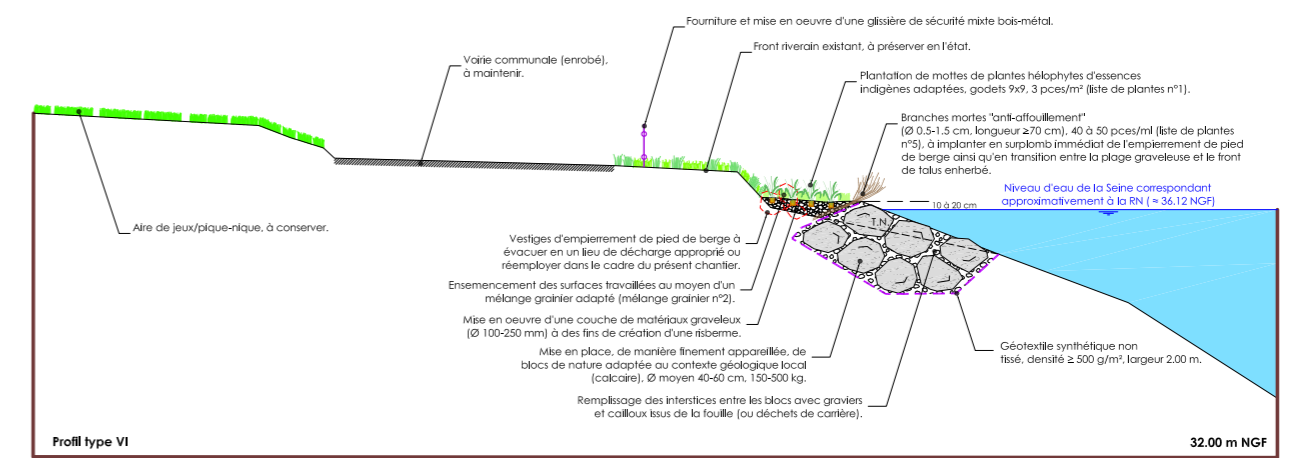 Fourniture et mise en oeuvre d'une glissière de sécurité mixte bois-métal.
Front riverain existant, à préserver en l'état.
Voirie communale (enrobé),
à maintenir.
Plantation de mottes de plantes hélophytes d'essences
indigènes adaptées, godets 9x9, 3 pces/m² (liste de plantes n°1).
Branches mortes "anti-affouillement"
(Ø 0.5-1.5 cm, longueur ≥70 cm), 40 à 50 pces/ml (liste de plantes
n°5), à implanter en surplomb immédiat de l'empierrement de pied
de berge ainsi qu'en transition entre la plage graveleuse et le front
de talus enherbé.
Niveau d'eau de la Seine correspondant
approximativement à la RN ( ≈ 36.12 NGF)
10 à 20 cm
T.N
Aire de jeux/pique-nique, à conserver.
Vestiges d'empierrement de pied de berge à
évacuer en un lieu de décharge approprié ou
réemployer dans le cadre du présent chantier.
Ensemencement des surfaces travaillées au moyen d'un
mélange grainier adapté (mélange grainier n°2).
Mise en oeuvre d'une couche de matériaux graveleux
(Ø 100-250 mm) à des fins de création d'une risberme.
Mise en place, de manière finement appareillée, de
blocs de nature adaptée au contexte géologique local
(calcaire), Ø moyen 40-60 cm, 150-500 kg.
Géotextile synthétique non
tissé, densité ≥ 500 g/m², largeur 2.00 m.
Remplissage des interstices entre les blocs avec graviers
et cailloux issus de la fouille (ou déchets de carrière).
Profil type VI
32.00 m NGF